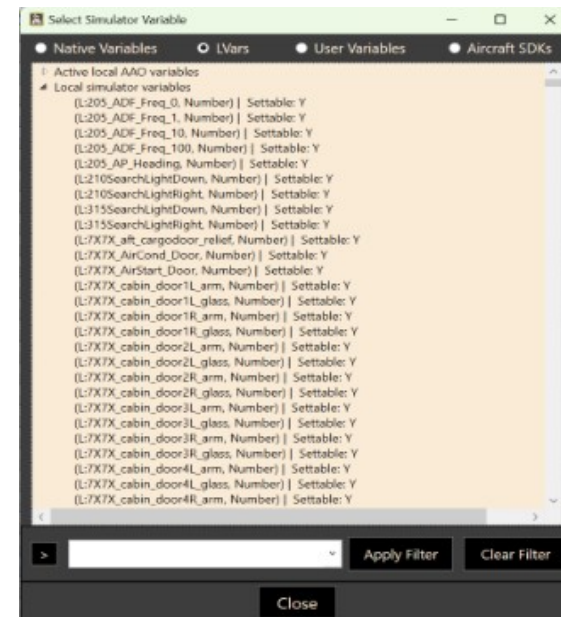 Select Simulator Variable
Native Variables LVars User Variables Aircraft SDKs
Active local AAO variables
Local simulator variables
(L:205_ADF_Freq_0, Number) | Settable: Y
(L:205_ADF_Freq_1, Number) | Settable: Y
(L:205_ADF_Freq_10, Number) | Settable: Y
(L:205_ADF_Freq_100, Number) | Settable: Y
(L:205_AP_Heading, Number) | Settable: Y
(L:210SearchLightDown, Number) | Settable: Y
(L:210SearchLightRight, Number) | Settable: Y
(L:315SearchLightDown, Number) | Settable: Y
(L:315SearchLightRight, Number) | Settable: Y
(L:7X7X_aft_cargodoor_relief, Number) | Settable: Y
(L:7X7X_AirCond_Door, Number) | Settable: Y
(L:7X7X_AirStart_Door, Number) | Settable: Y
(L:7X7X_cabin_door1L_arm, Number) | Settable: Y
(L:7X7X_cabin_door1L_glass, Number) | Settable: Y
(L:7X7X_cabin_door1R_arm, Number) | Settable: Y
(L:7X7X_cabin_door1R_glass, Number) | Settable: Y
(L:7X7X_cabin_door2L_arm, Number) | Settable: Y
(L:7X7X_cabin_door2L_glass, Number) | Settable: Y
(L:7X7X_cabin_door2R_arm, Number) | Settable: Y
(L:7X7X_cabin_door2R_glass, Number) | Settable: Y
(L:7X7X_cabin_door3L_arm, Number) | Settable: Y
(L:7X7X_cabin_door3L_glass, Number) | Settable: Y
(L:7X7X_cabin_door3R_arm, Number) | Settable: Y
(L:7X7X_cabin_door3R_glass, Number) | Settable: Y
(L:7X7X_cabin_door4L_arm, Number) | Settable: Y
(L:7X7X_cabin_door4L_glass, Number) | Settable: Y
(L:7X7X_cabin_door4R_arm, Number) | Settable: Y
> Apply Filter Clear Filter
Close